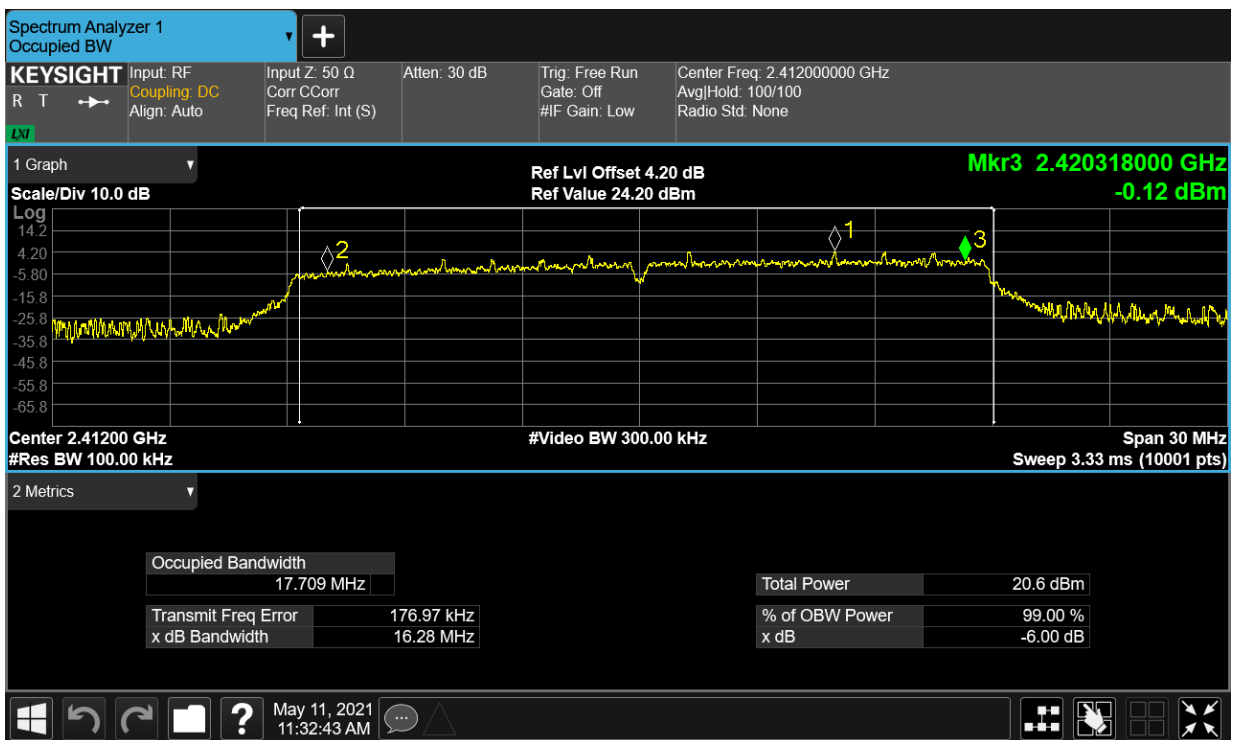 Spectrum Analyzer 1
Occupied BW
▼
+
KEYSIGHT
R T
LXI
Input: RF
Coupling: DC
Align: Auto
Input Z: 50 Ω
Corr CCorr
Freq Ref: Int (S)
Atten: 30 dB
Trig: Free Run
Gate: Off
#IF Gain: Low
Center Freq: 2.412000000 GHz
Avg|Hold: 100/100
Radio Std: None
1 Graph ▼
Scale/Div 10.0 dB
Ref Lvl Offset 4.20 dB
Ref Value 24.20 dBm
Mkr3 2.420318000 GHz
-0.12 dBm
Log
14.2
4.20
-5.80
-15.8
-25.8
-35.8
-45.8
-55.8
-65.8
2
1
3
Center 2.41200 GHz
#Res BW 100.00 kHz
#Video BW 300.00 kHz
Span 30 MHz
Sweep 3.33 ms (10001 pts)
2 Metrics ▼
Occupied Bandwidth
17.709 MHz
Transmit Freq Error 176.97 kHz
x dB Bandwidth 16.28 MHz
Total Power 20.6 dBm
% of OBW Power 99.00 %
x dB -6.00 dB
?
May 11, 2021
11:32:43 AM